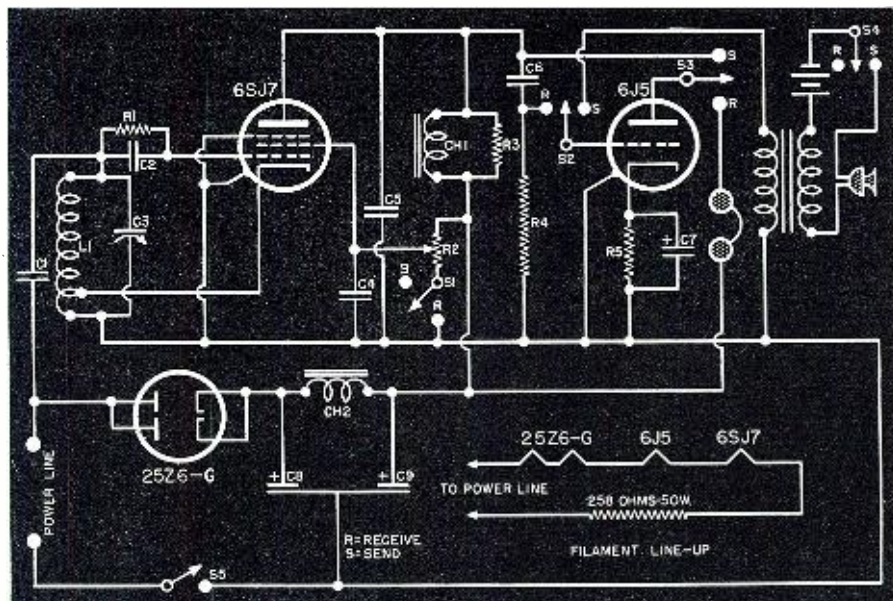 S4
6SJ7
C6
S
R
S
6J5
S3
R1
R
S
R
C2
CH1
R3
S2
C3
C5
L1
R4
C7
R2
R5
C1
S
S1
C4
R
CH2
25Z6-G
25Z6-G 6J5 6SJ7
C8
C9
TO POWER LINE
258 OHMS-50W.
POWER LINE
R=RECEIVE
S=SEND
FILAMENT LINE-UP
S5